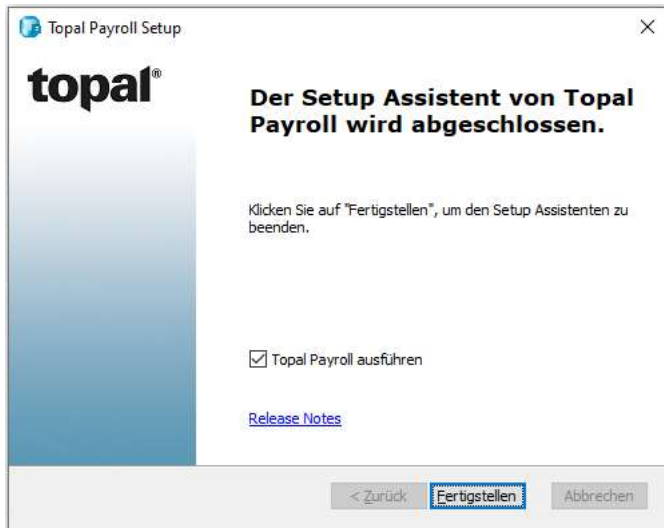 Topal Payroll Setup
topal®
Der Setup Assistent von Topal
Payroll wird abgeschlossen.
Klicken Sie auf "Fertigstellen", um den Setup Assistenten zu
beenden.
Topal Payroll ausführen
Release Notes
< Zurück Fertigstellen Abbrechen